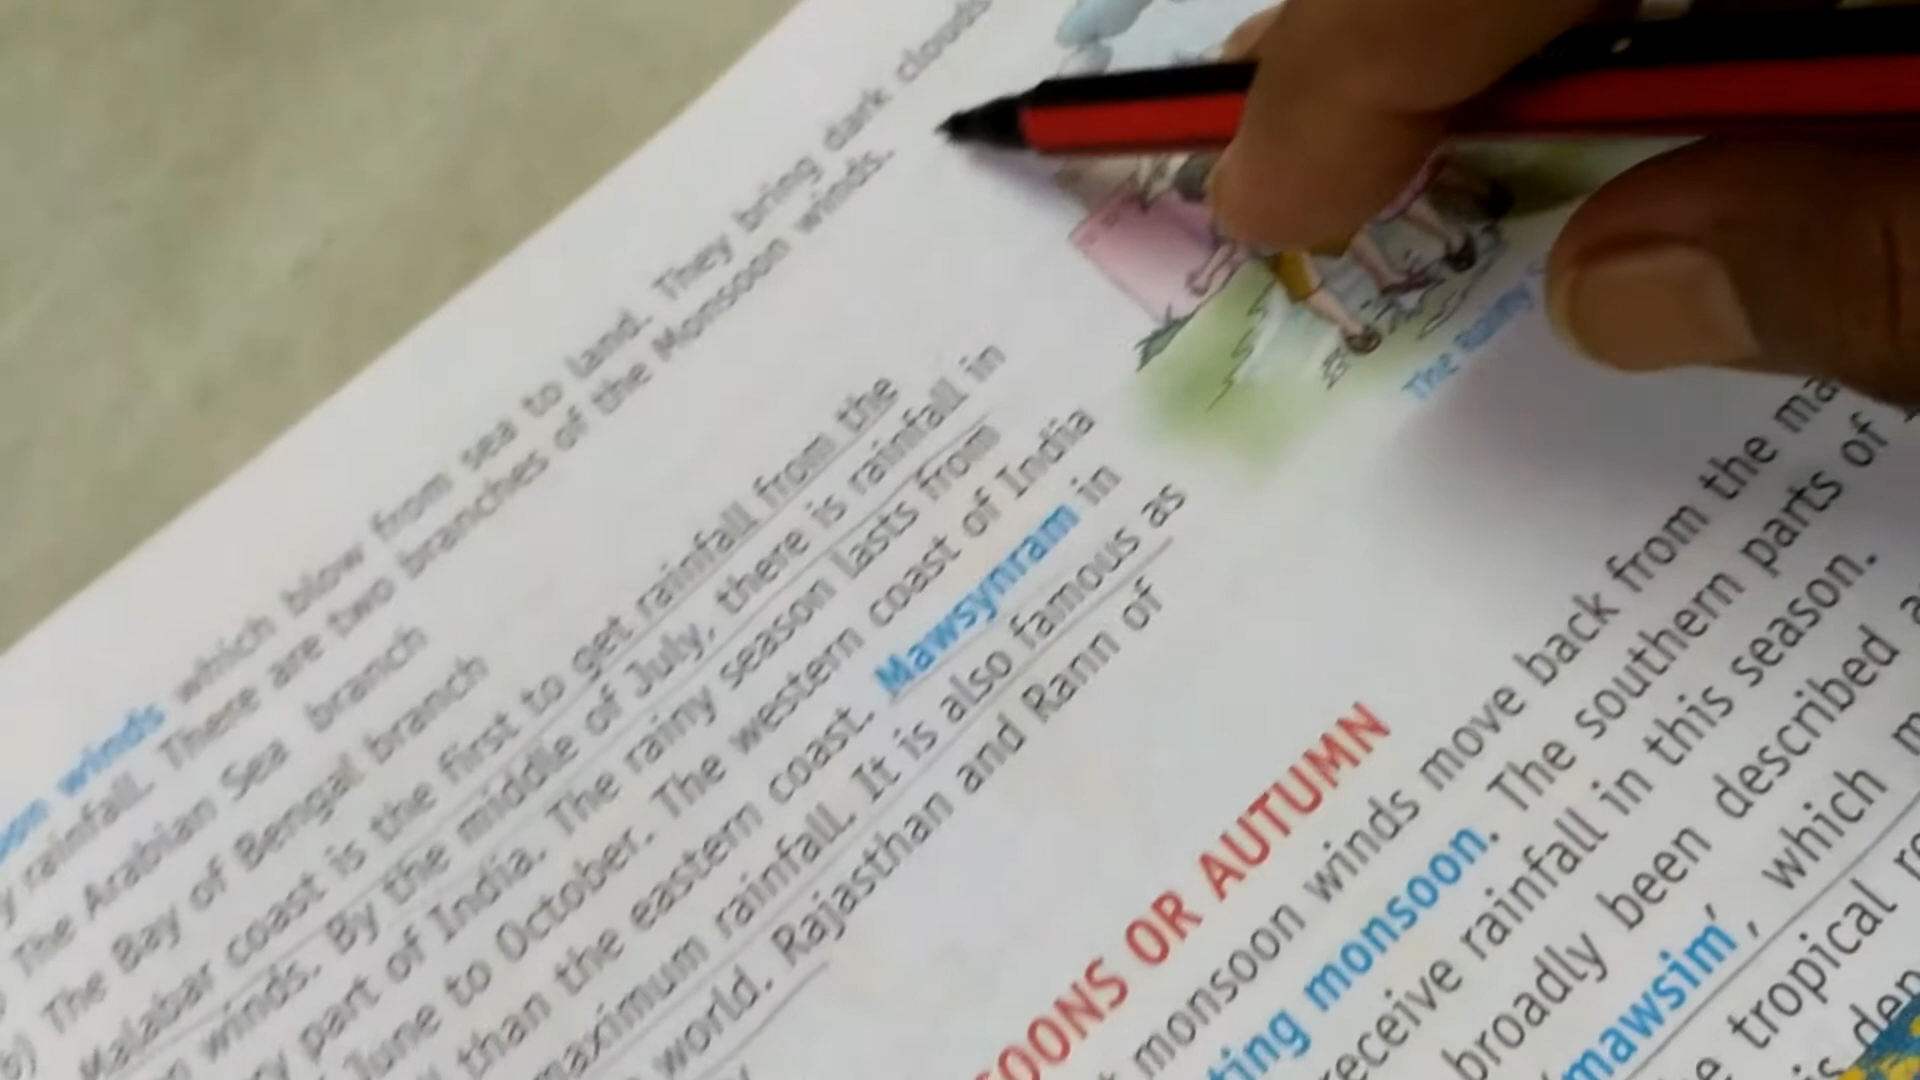 oon winds which blow from sea to land. They bring dark clouds
y rainfall. There are two branches of the Monsoon winds.
The Arabian Sea branch
b) The Bay of Bengal branch
Malabar coast is the first to get rainfall from the
winds. By the middle of July, there is rainfall in
part of India. The rainy season lasts from
June to October. The western coast of India
than the eastern coast. Mawsynram in
maximum rainfall. It is also famous as
world. Rajasthan and Rann of
The rainy
SOONS OR AUTUMN
monsoon winds move back from the ma
ting monsoon. The southern parts of
receive rainfall in this season.
broadly been described
'mawsim', which m
tropical
is den